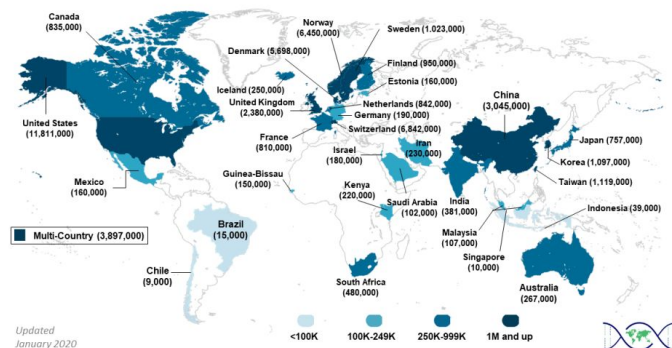 Canada
(835,000)
Norway
(6,450,000)
Sweden (1.023,000)
Denmark (5,698,000)
Finland (950,000)
Iceland (250,000)
Estonia (160,000)
United Kingdom
(2,380,000)
Netherlands (842,000)
Germany (190,000)
Switzerland (6,842,000)
France
(810,000)
China
(3,045,000)
United States
(11,811,000)
Iran
(230,000)
Japan (757,000)
Israel
(180,000)
Korea (1,097,000)
Taiwan (1,119,000)
Mexico
(160,000)
Guinea-Bissau
(150,000)
Kenya
(220,000)
Saudi Arabia
(102,000)
India
(381,000)
Indonesia (39,000)
Malaysia
(107,000)
Singapore
(10,000)
Multi-Country (3,897,000)
Brazil
(15,000)
Chile
(9,000)
South Africa
(480,000)
Australia
(267,000)
<100K
100K-249K
250K-999K
1M and up
Updated
January 2020